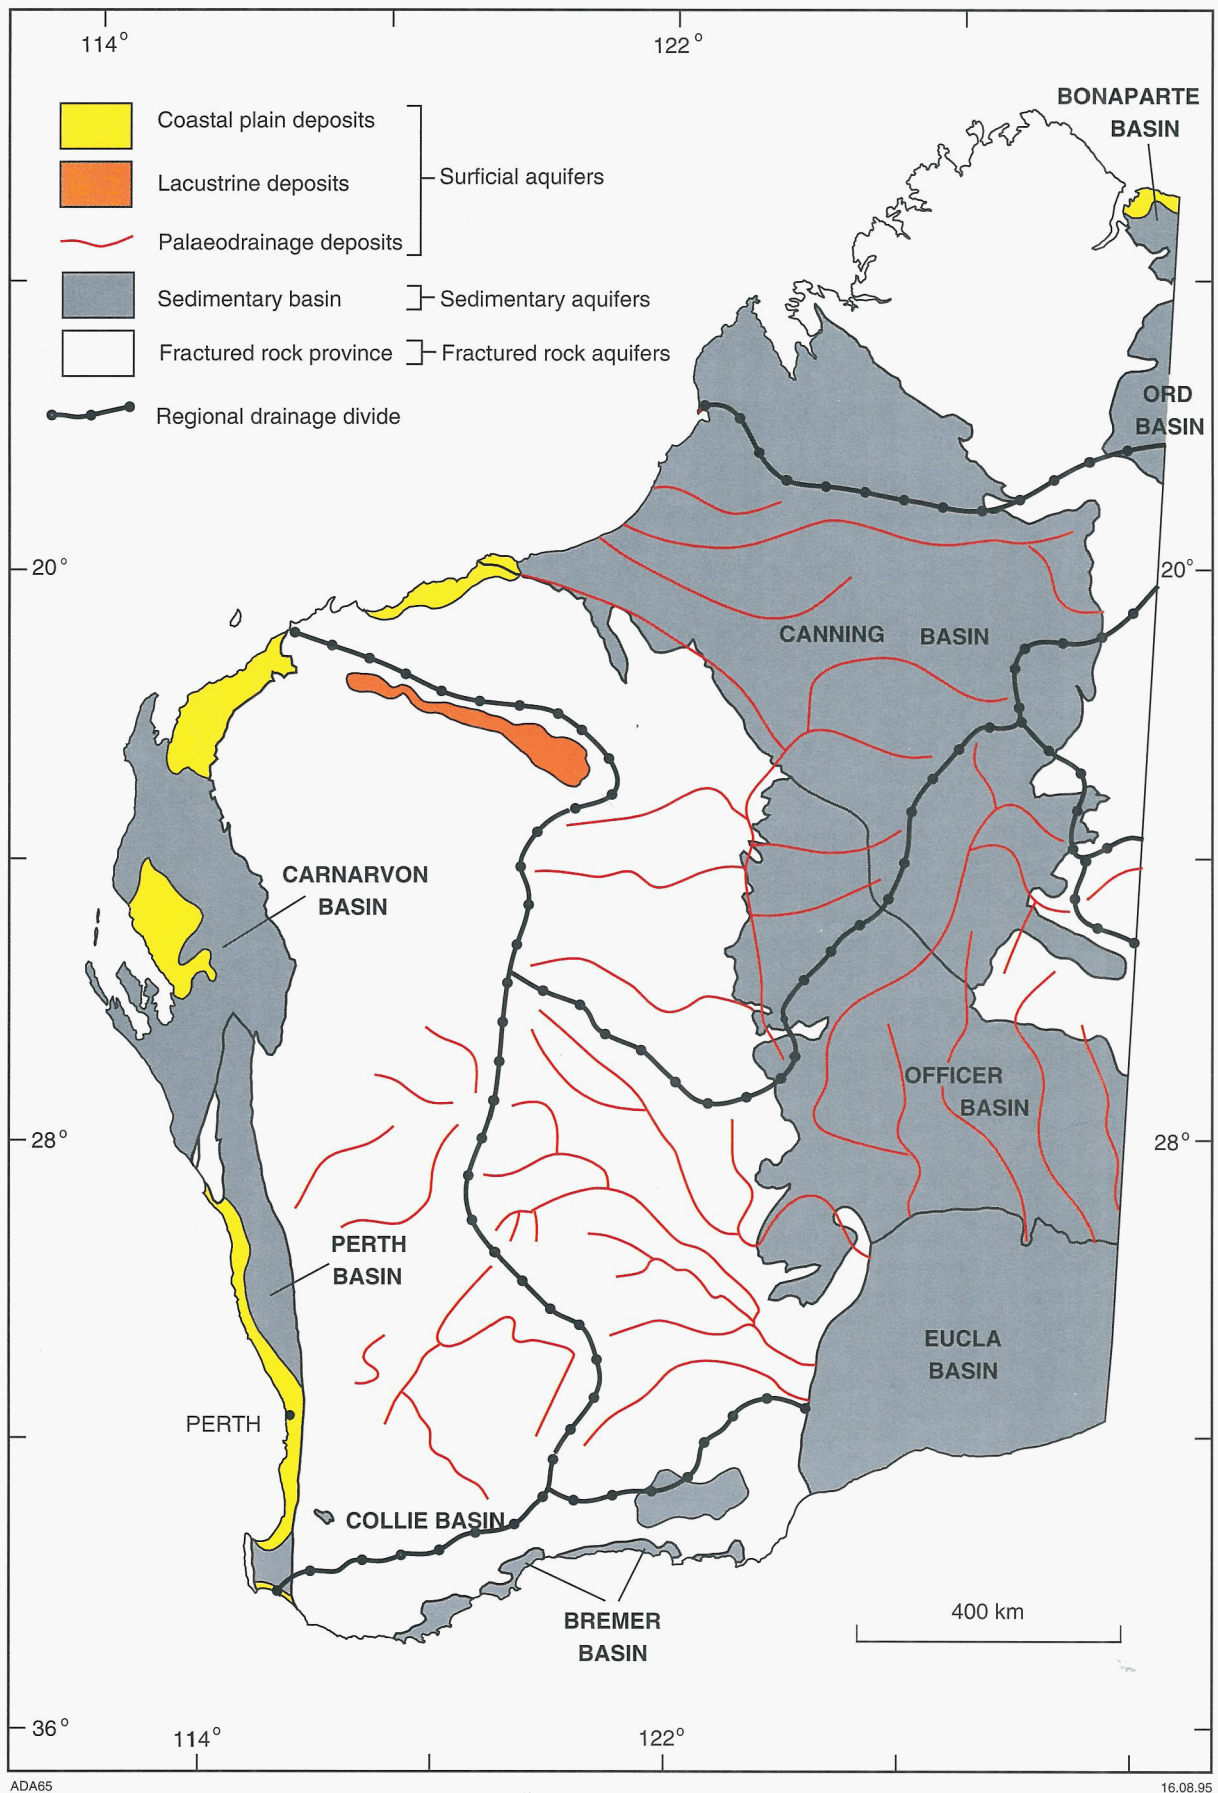 114°
122°
BONAPARTE
BASIN
Coastal plain deposits
Lacustrine deposits
Surficial aquifers
Palaeodrainage deposits
Sedimentary basin
Sedimentary aquifers
Fractured rock province
Fractured rock aquifers
Regional drainage divide
ORD
BASIN
20°
20°
CANNING BASIN
CARNARVON
BASIN
OFFICER
BASIN
28°
28°
PERTH
BASIN
EUCLA
BASIN
PERTH
COLLIE BASIN
BREMER
BASIN
400 km
36°
114°
122°
ADA65
16.08.95